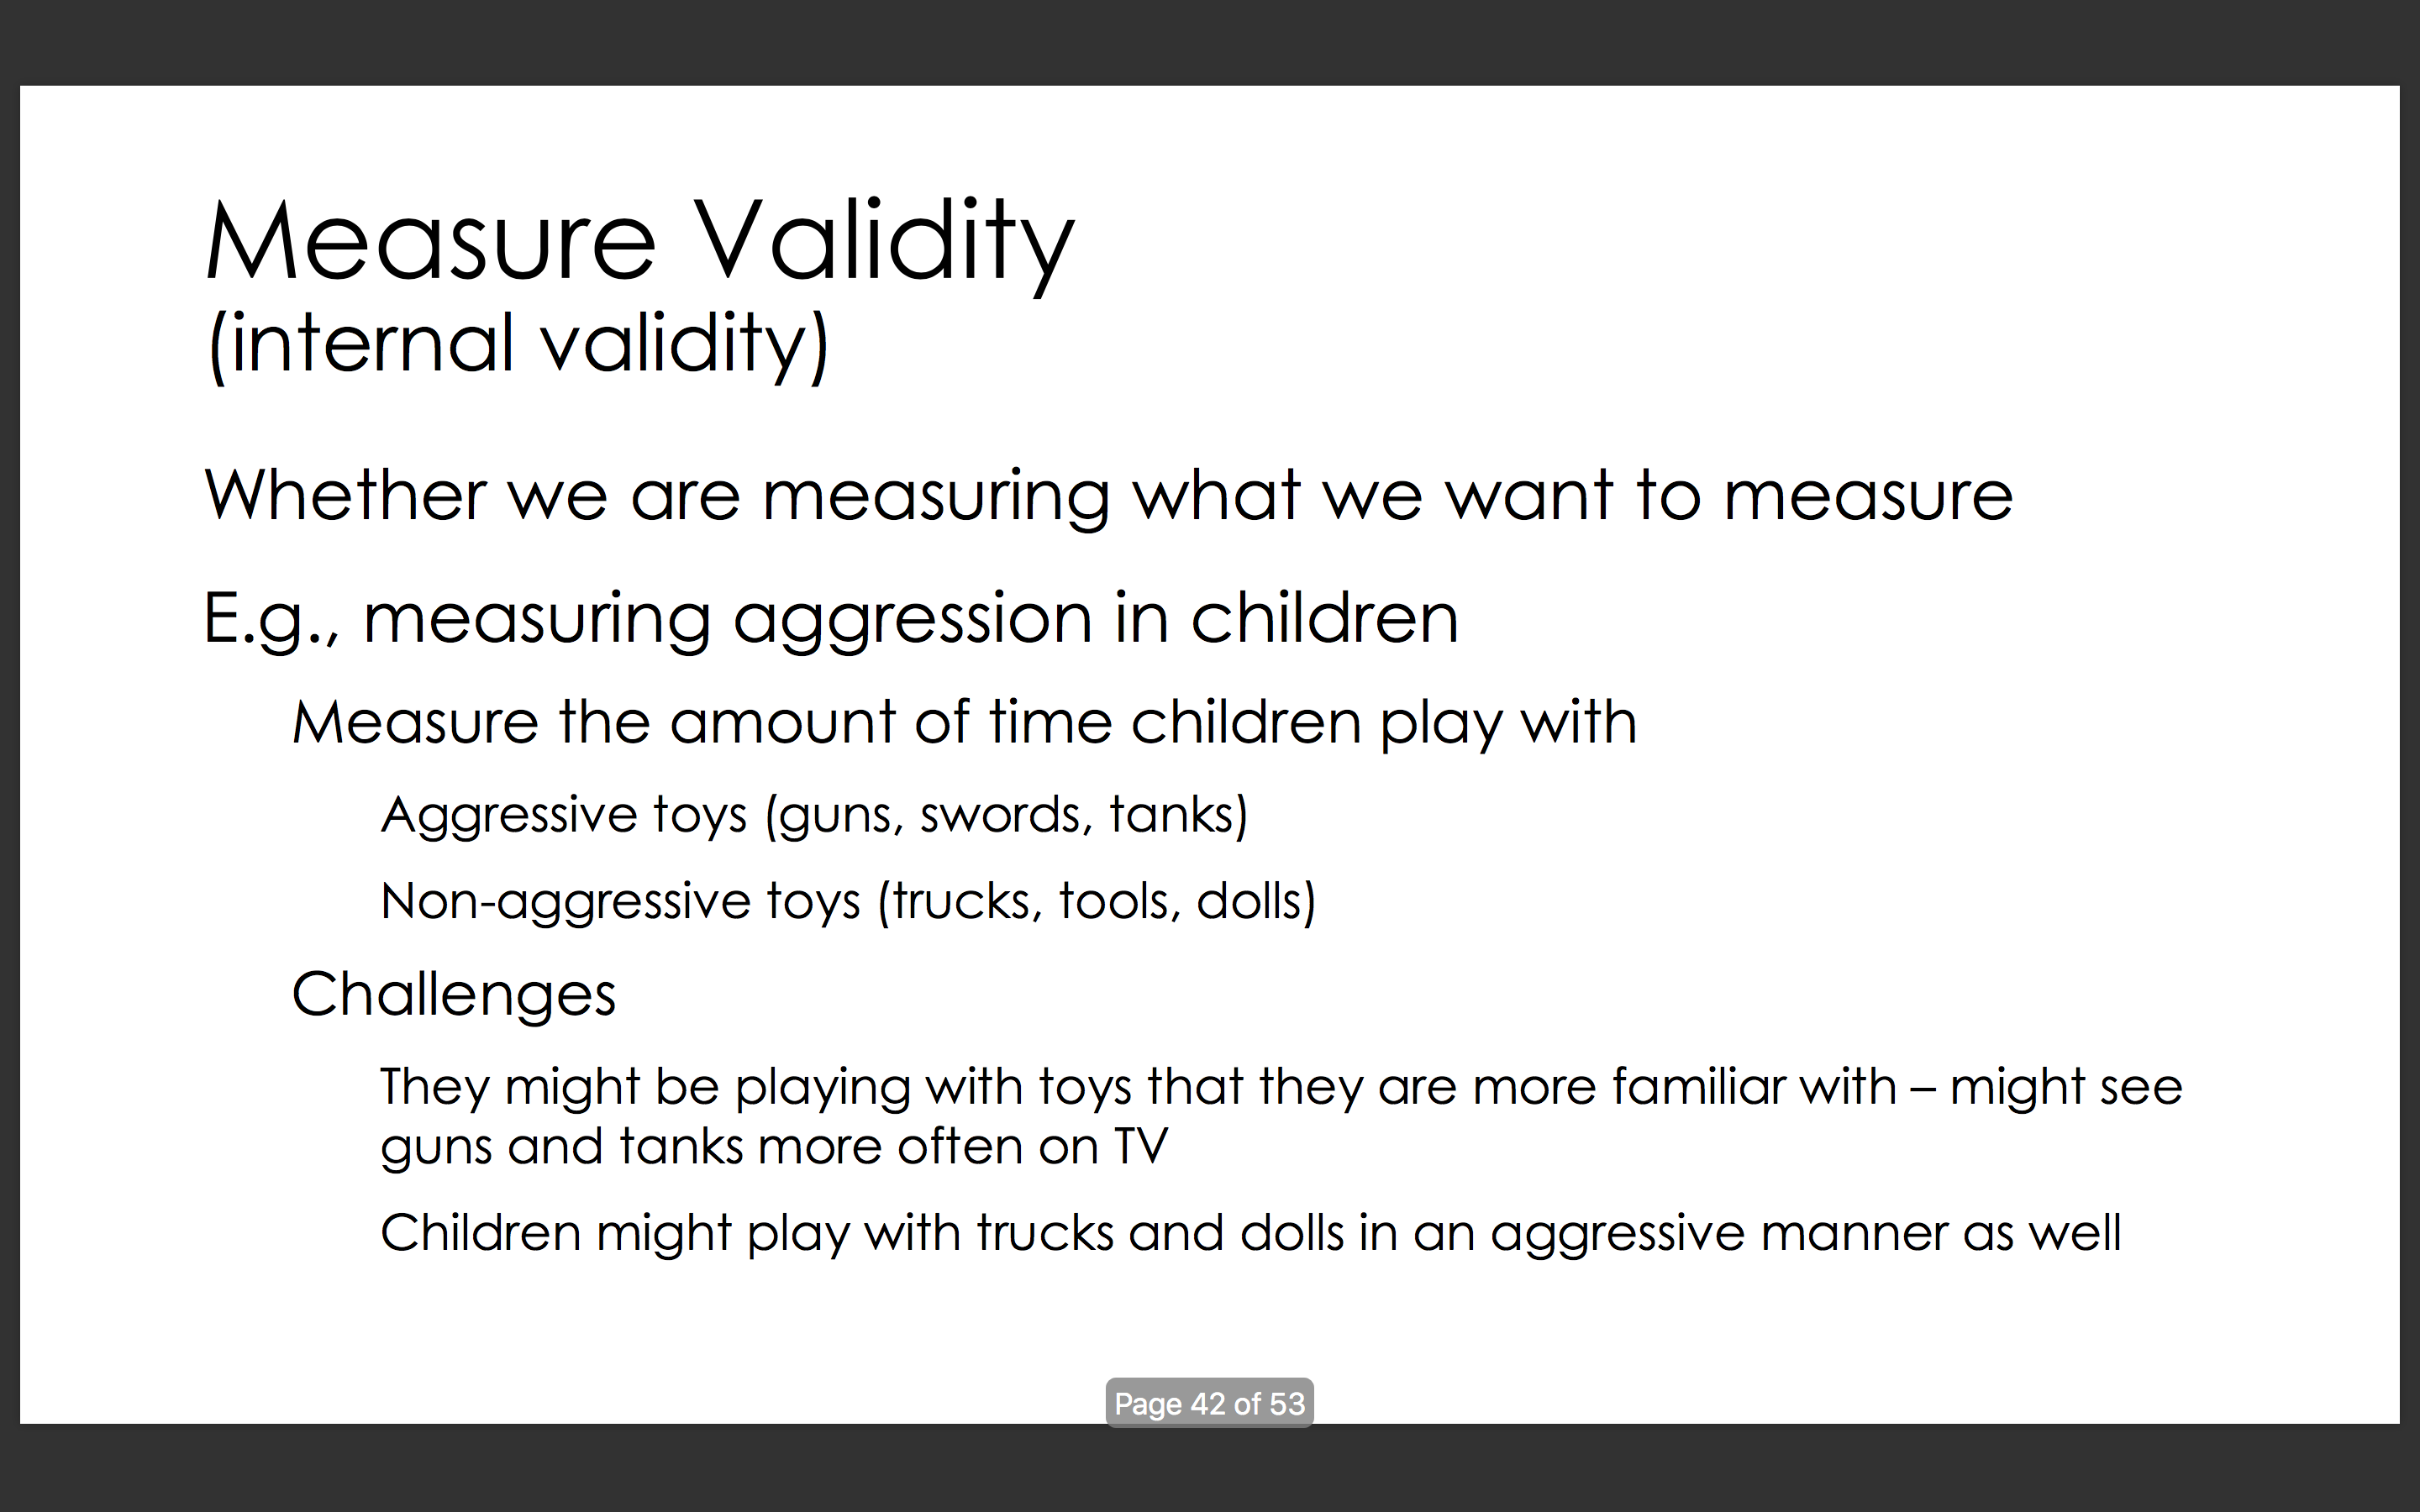 Measure Validity
(internal validity)
Whether we are measuring what we want to measure
E.g., measuring aggression in children
Measure the amount of time children play with
Aggressive toys (guns, swords, tanks)
Non-aggressive toys (trucks, tools, dolls)
Challenges
They might be playing with toys that they are more familiar with – might see
guns and tanks more often on TV
Children might play with trucks and dolls in an aggressive manner as well
Page 42 of 53